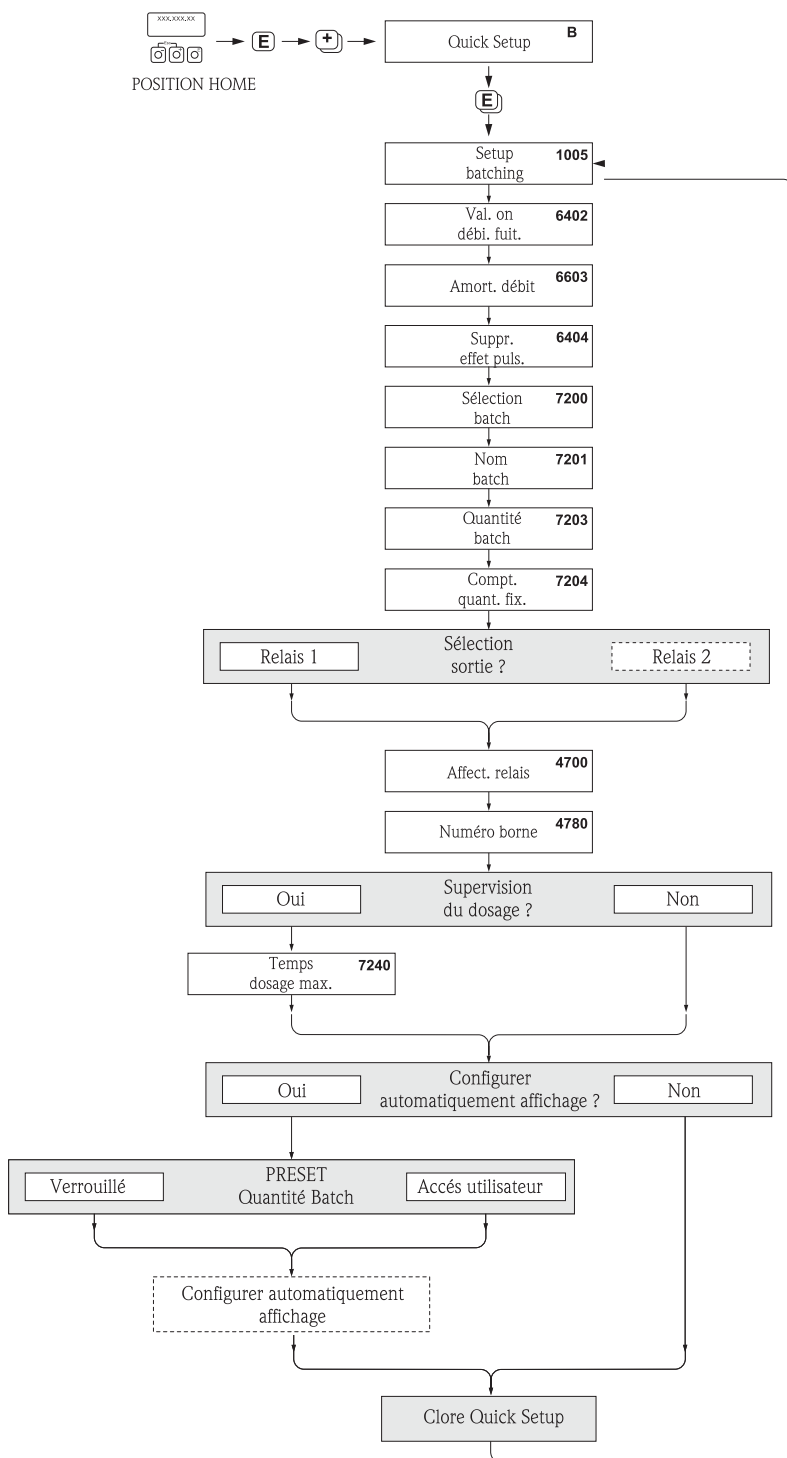 xxx.xxx.xx
Esc
E
+
Quick Setup
B
POSITION HOME
E
Setup
1005
batching
Val. on
6402
débi. fuit.
Amort. débit
6603
Suppr.
6404
effet puls.
Sélection
7200
batch
Nom
7201
batch
Quantité
7203
batch
Compt.
7204
quant. fix.
Relais 1
Sélection
sortie ?
Relais 2
Affect. relais
4700
Numéro borne
4780
Oui
Supervision
du dosage ?
Non
Temps
7240
dosage max.
Oui
Configurer
automatiquement affichage ?
Non
Verrouillé
PRESET
Quantité Batch
Accés utilisateur
Configurer automatiquement
affichage
Clore Quick Setup